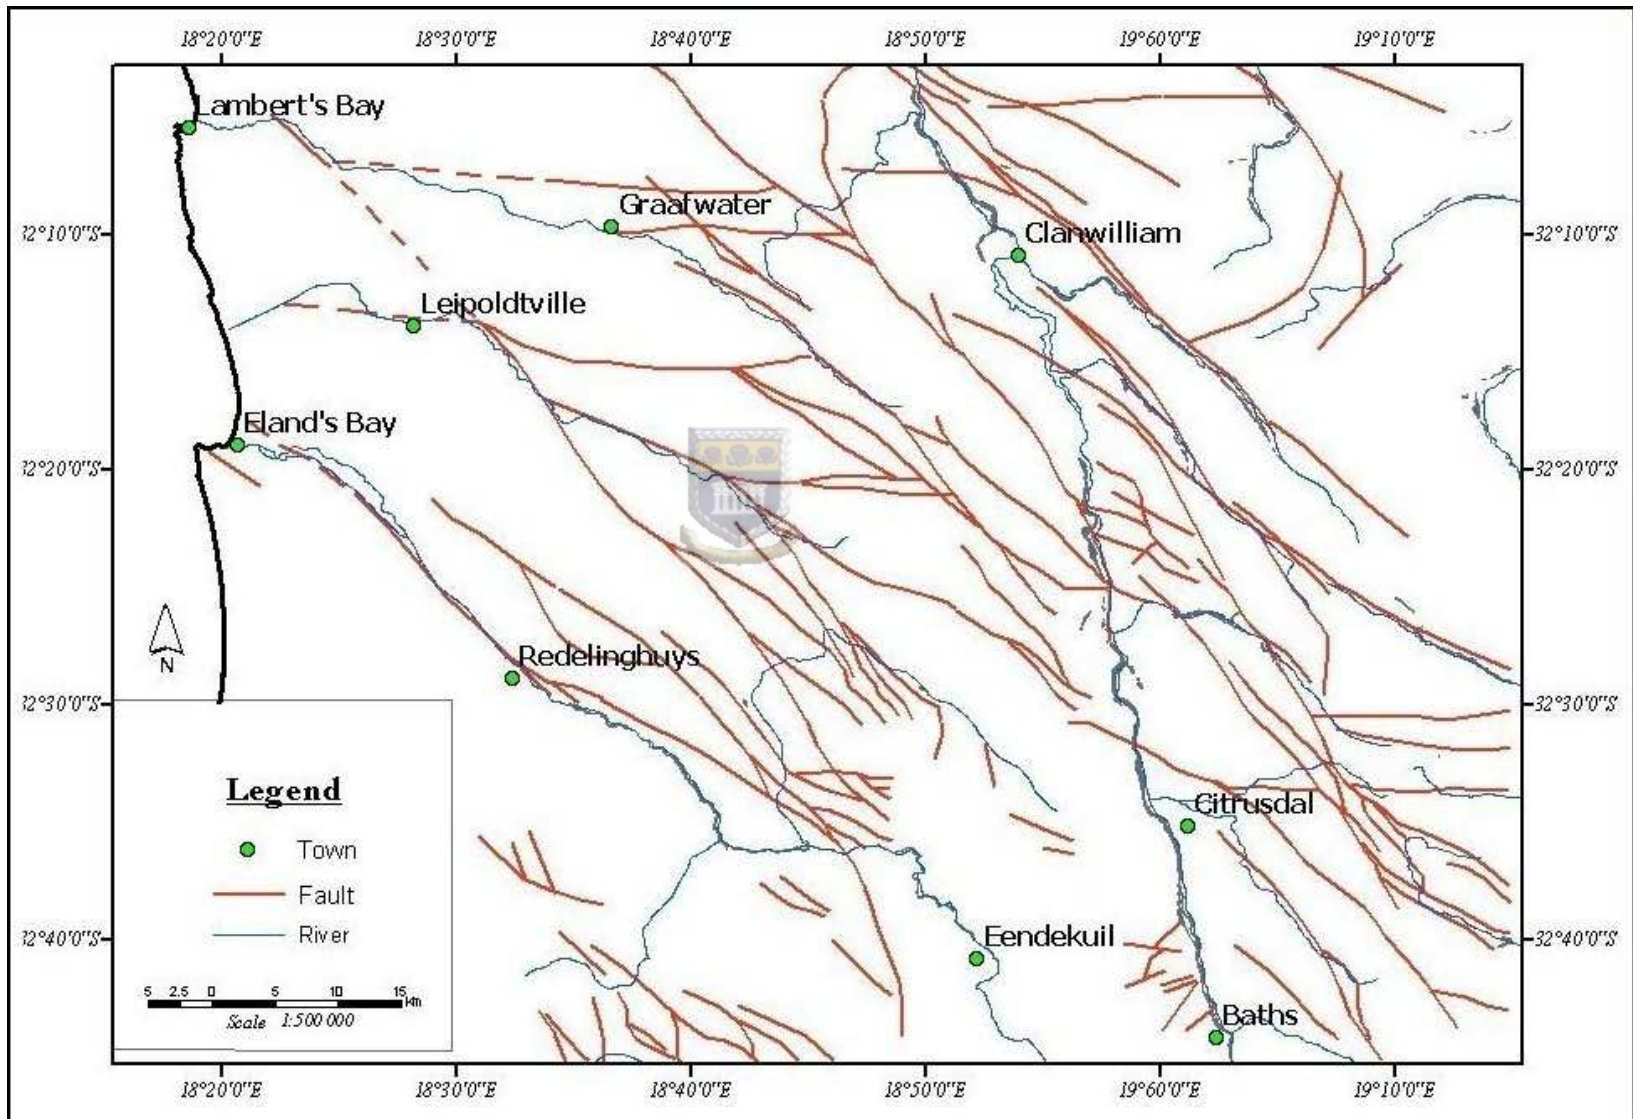 18°20'0"E 18°30'0"E 18°40'0"E 18°50'0"E 19°60'0"E 19°10'0"E
Lambert's Bay
Graafwater
32°10'0"S Clanwilliam 32°10'0"S
Leipoldtville
Eland's Bay
32°20'0"S 32°20'0"S
N
Redelinghuys
32°30'0"S 32°30'0"S
Legend
Town
Fault
River
Citrusdal
32°40'0"S Eendekuil 32°40'0"S
5 2.5 0 5 10 15 km
Scale 1:500 000
Baths
18°20'0"E 18°30'0"E 18°40'0"E 18°50'0"E 19°60'0"E 19°10'0"E